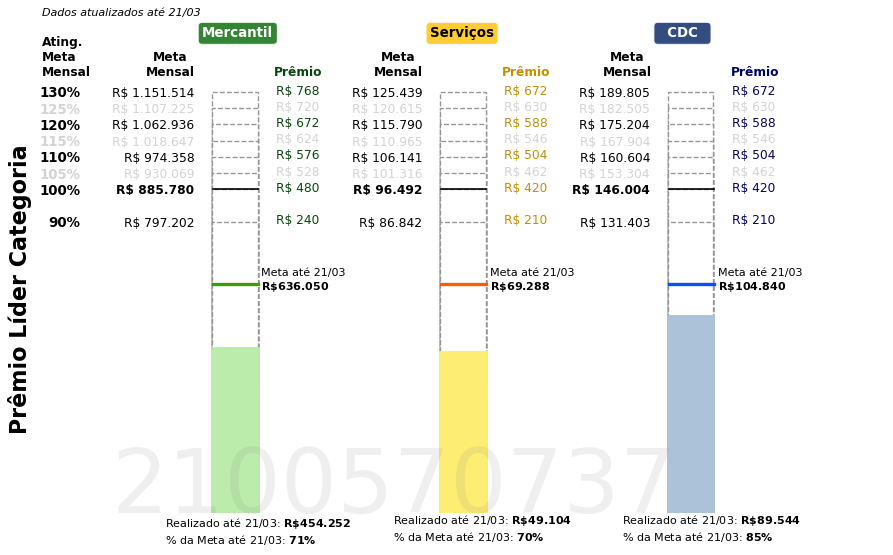 Dados atualizados até 21/03
Mercantil Serviços CDC
Ating. Meta Mensal
Meta Mensal Prêmio Meta Mensal Prêmio Meta Mensal Prêmio
130% R$ 1.151.514 R$ 768 R$ 125.439 R$ 672 R$ 189.805 R$ 672
125% R$ 1.107.225 R$ 720 R$ 120.615 R$ 630 R$ 182.505 R$ 630
120% R$ 1.062.936 R$ 672 R$ 115.790 R$ 588 R$ 175.204 R$ 588
115% R$ 1.018.647 R$ 624 R$ 110.965 R$ 546 R$ 167.904 R$ 546
110% R$ 974.358 R$ 576 R$ 106.141 R$ 504 R$ 160.604 R$ 504
105% R$ 930.069 R$ 528 R$ 101.316 R$ 462 R$ 153.304 R$ 462
100% R$ 885.780 R$ 480 R$ 96.492 R$ 420 R$ 146.004 R$ 420
90% R$ 797.202 R$ 240 R$ 86.842 R$ 210 R$ 131.403 R$ 210
Meta até 21/03 Meta até 21/03 Meta até 21/03
R$636.050 R$69.288 R$104.840
Prêmio Líder Categoria
2100570737
Realizado até 21/03: R$454.252 Realizado até 21/03: R$49.104 Realizado até 21/03: R$89.544
% da Meta até 21/03: 71% % da Meta até 21/03: 70% % da Meta até 21/03: 85%